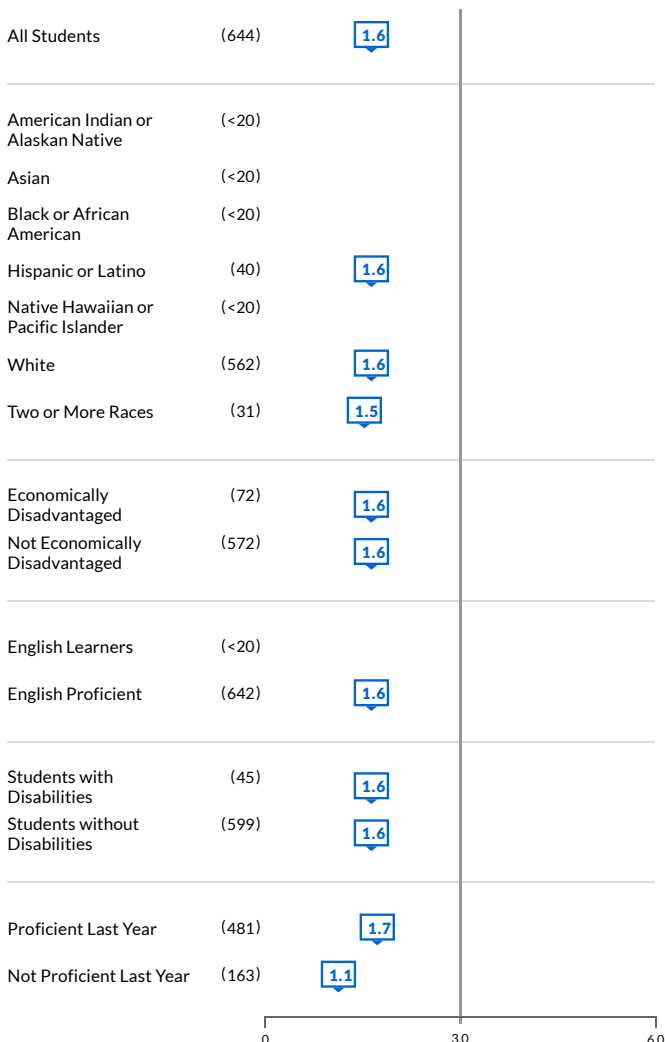 All Students (644) 1.6
American Indian or (<20)
Alaskan Native
Asian (<20)
Black or African (<20)
American
Hispanic or Latino (40) 1.6
Native Hawaiian or (<20)
Pacific Islander
White (562) 1.6
Two or More Races (31) 1.5
Economically (72) 1.6
Disadvantaged
Not Economically (572) 1.6
Disadvantaged
English Learners (<20)
English Proficient (642) 1.6
Students with (45) 1.6
Disabilities
Students without (599) 1.6
Disabilities
Proficient Last Year (481) 1.7
Not Proficient Last Year (163) 1.1
0 3.0 6.0